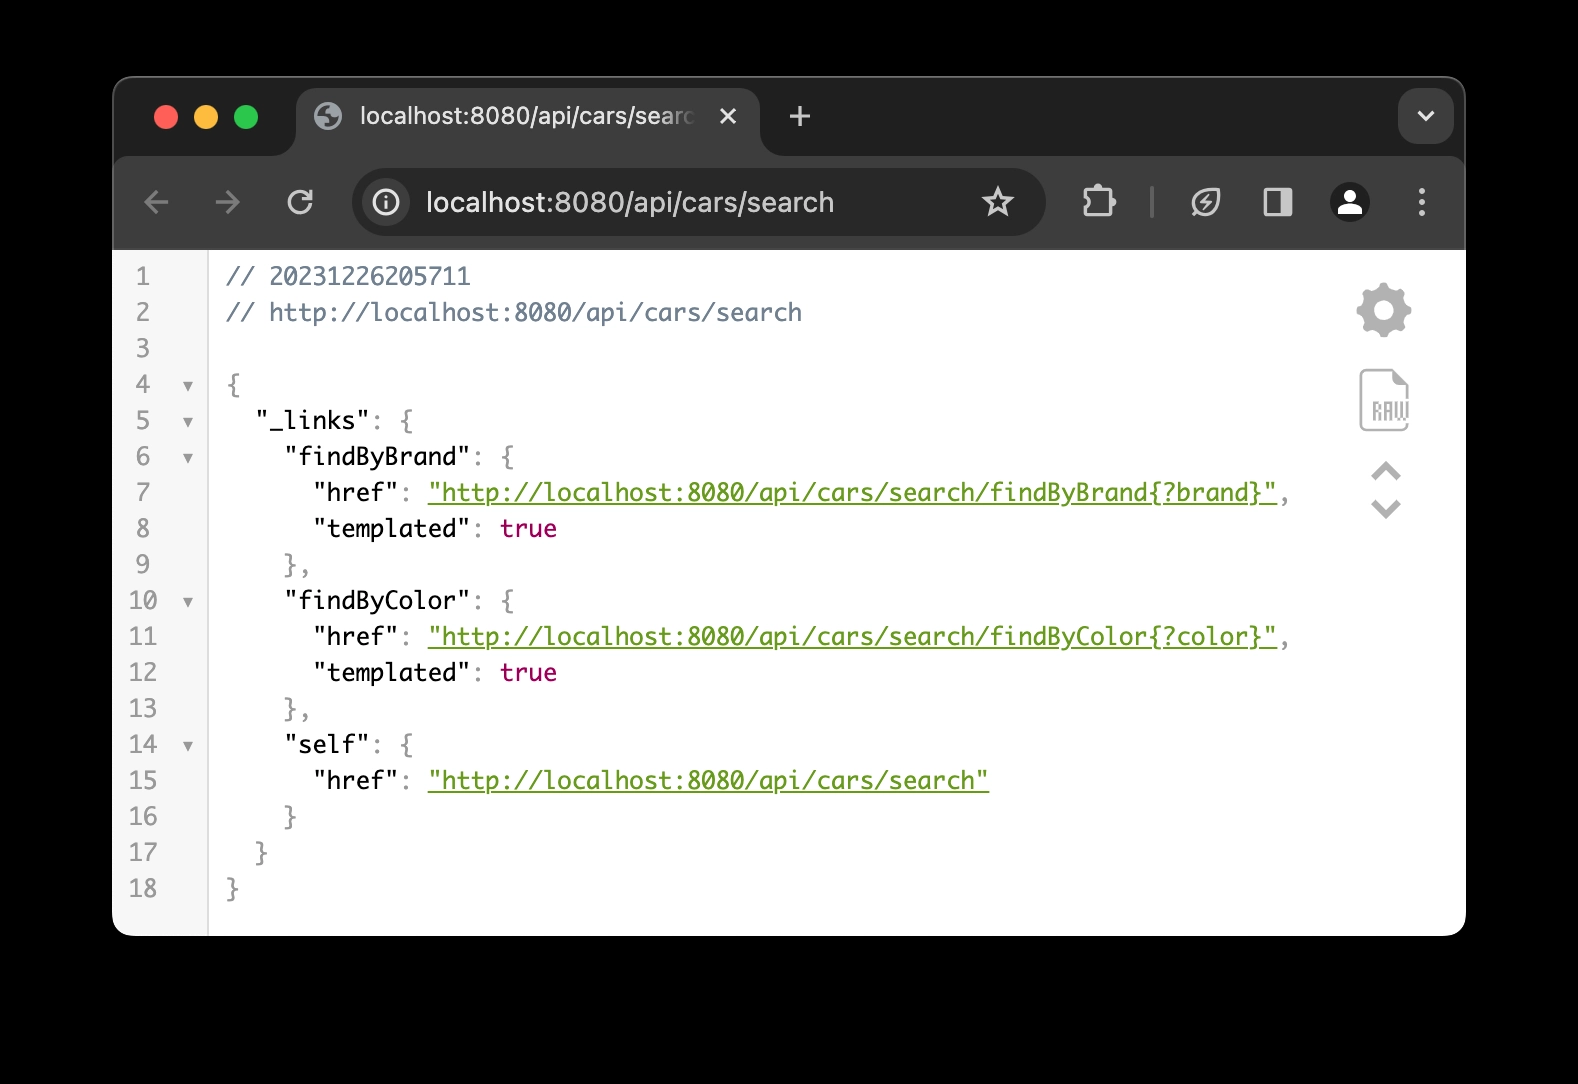 localhost:8080/api/cars/searc
localhost:8080/api/cars/search
1 // 20231226205711
2 // http://localhost:8080/api/cars/search
3
4 {
5 "_links": {
6 "findByBrand": {
7 "href": "http://localhost:8080/api/cars/search/findByBrand{?brand}",
8 "templated": true
9 },
10 "findByColor": {
11 "href": "http://localhost:8080/api/cars/search/findByColor{?color}",
12 "templated": true
13 },
14 "self": {
15 "href": "http://localhost:8080/api/cars/search"
16 }
17 }
18 }
RAW